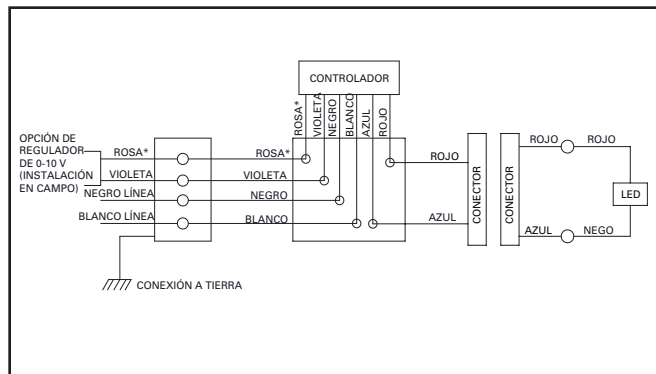 CONTROLADOR
ROSA*
VIOLETA
NEGRO
BLANCO
AZUL
ROJO
OPCIÓN DE
REGULADOR
DE 0-10 V
(INSTALACIÓN
EN CAMPO)
ROSA*
ROSA*
VIOLETA
VIOLETA
NEGRO LÍNEA
NEGRO
BLANCO LÍNEA
BLANCO
CONEXIÓN A TIERRA
ROJO
AZUL
CONECTOR
CONECTOR
ROJO
ROJO
LED
AZUL
NEGO